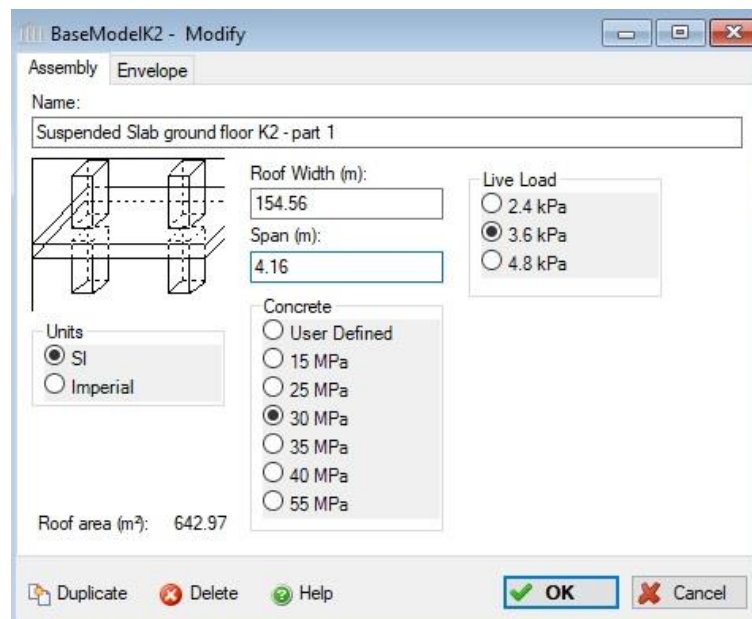 BaseModelK2 - Modify
Assembly Envelope
Name:
Suspended Slab ground floor K2 - part 1
Roof Width (m):
154.56
Span (m):
4.16
Live Load
2.4 kPa
3.6 kPa
4.8 kPa
Units
SI
Imperial
Concrete
User Defined
15 MPa
25 MPa
30 MPa
35 MPa
40 MPa
55 MPa
Roof area (m²): 642.97
Duplicate Delete Help OK Cancel